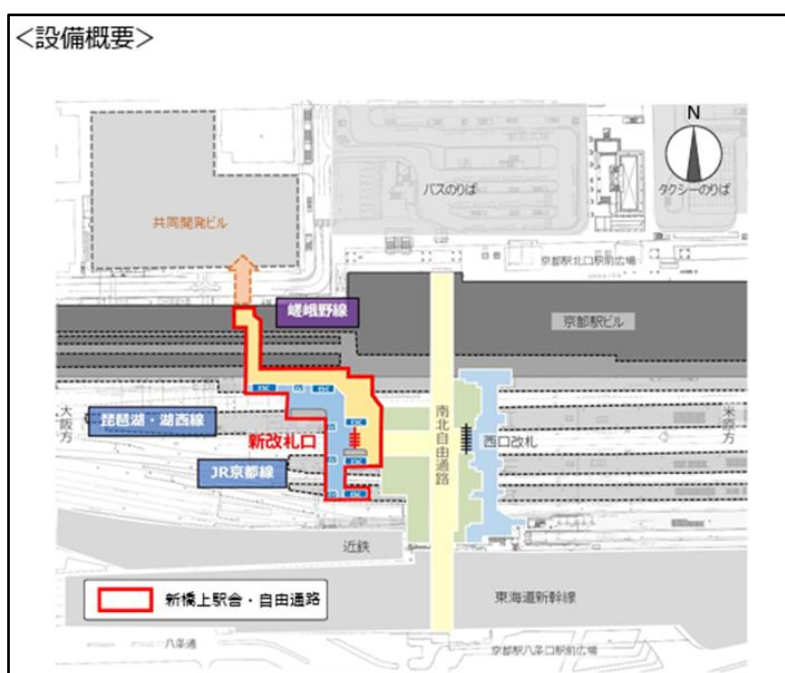 ＜設備概要＞
N
バスのりば
タクシーのりば
共同開発ビル
京都駅北口駅前広場
嵯峨野線
京都駅ビル
大阪方
琵琶湖・湖西線
新改札口
南北自由通路
西口改札
米原方
JR京都線
ESC
ESC
ESC
ESC
ESC
近鉄
新橋上駅舎・自由通路
東海道新幹線
八条通
京都駅八条口駅前広場